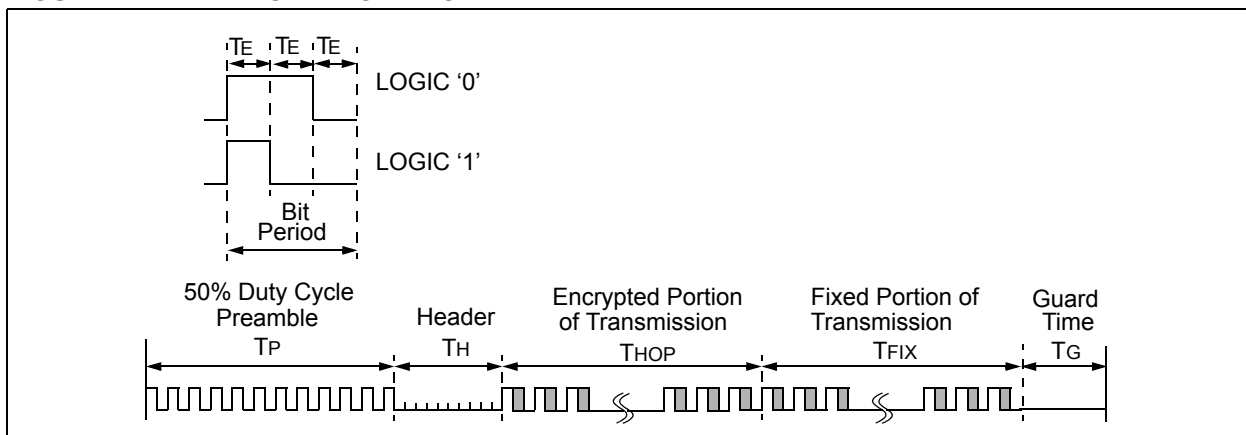 TE TE TE
LOGIC ‘0’
LOGIC ‘1’
Bit
Period
50% Duty Cycle
Preamble
TP
Header
TH
Encrypted Portion
of Transmission
THOP
Fixed Portion of
Transmission
TFIX
Guard
Time
TG